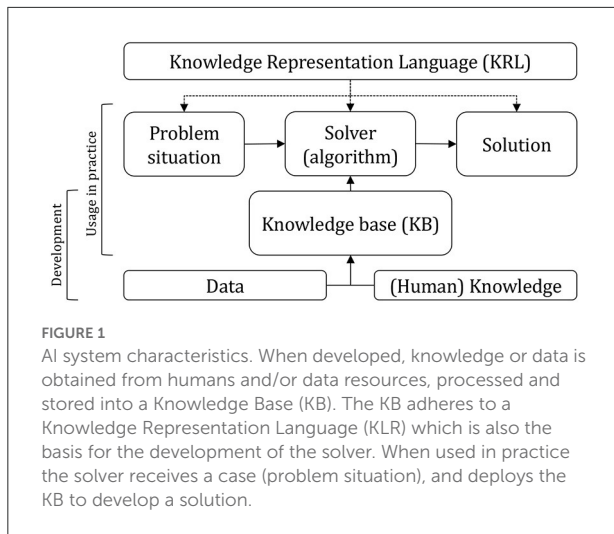 Knowledge Representation Language (KRL)
Problem
situation
Solver
(algorithm)
Solution
Usage in practice
Development
Knowledge base (KB)
Data
(Human) Knowledge
FIGURE 1
AI system characteristics. When developed, knowledge or data is
obtained from humans and/or data resources, processed and
stored into a Knowledge Base (KB). The KB adheres to a
Knowledge Representation Language (KLR) which is also the
basis for the development of the solver. When used in practice
the solver receives a case (problem situation), and deploys the
KB to develop a solution.